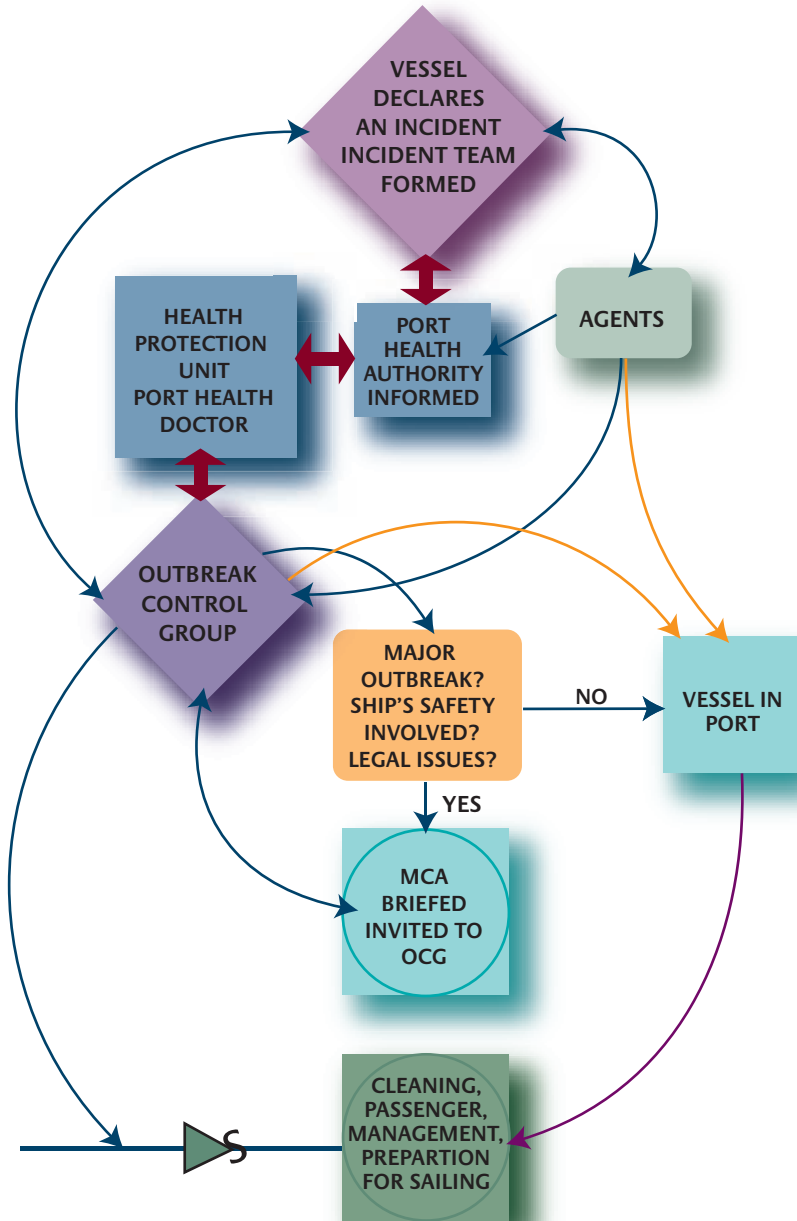 VESSEL
DECLARES
AN INCIDENT
INCIDENT TEAM
FORMED
HEALTH
PROTECTION
UNIT
PORT HEALTH
DOCTOR
PORT
HEALTH
AUTHORITY
INFORMED
AGENTS
OUTBREAK
CONTROL
GROUP
MAJOR
OUTBREAK?
SHIP'S SAFETY
INVOLVED?
LEGAL ISSUES?
NO
VESSEL IN
PORT
YES
MCA
BRIEFED
INVITED TO
OCG
CLEANING,
PASSENGER,
MANAGEMENT,
PREPARTION
FOR SAILING
S